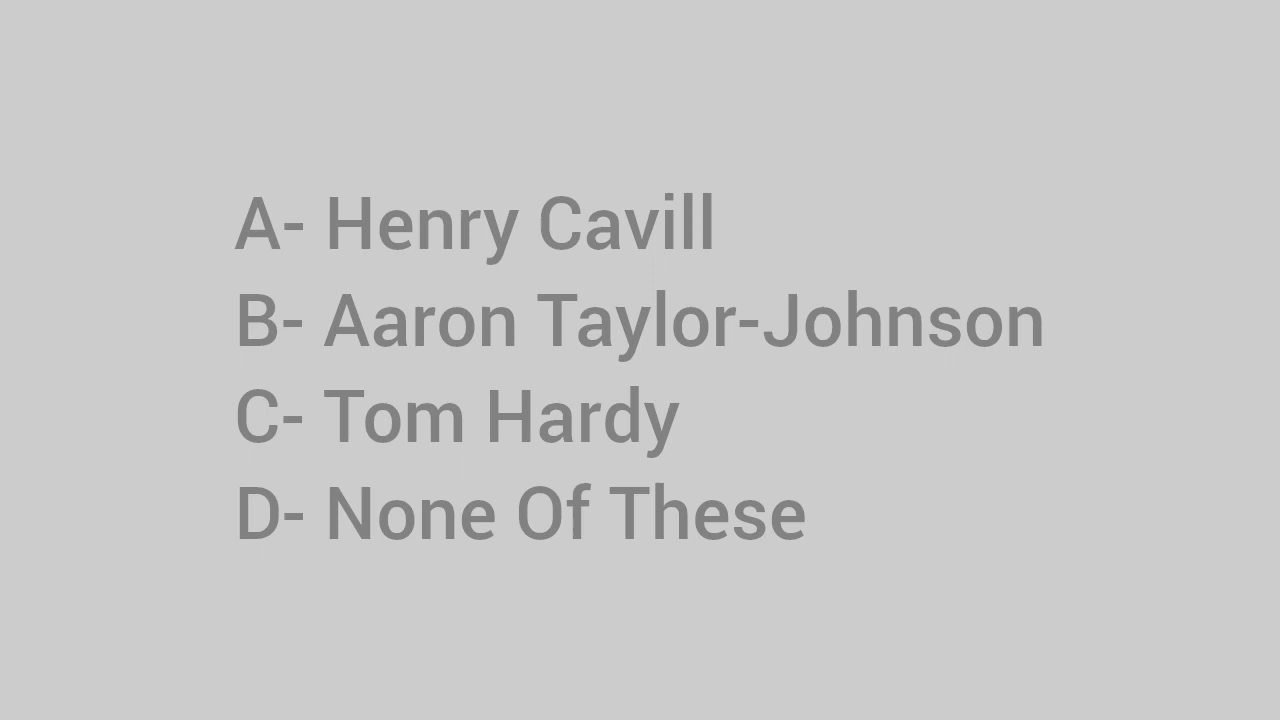 A- Henry Cavill
B- Aaron Taylor-Johnson
C- Tom Hardy
D- None Of These